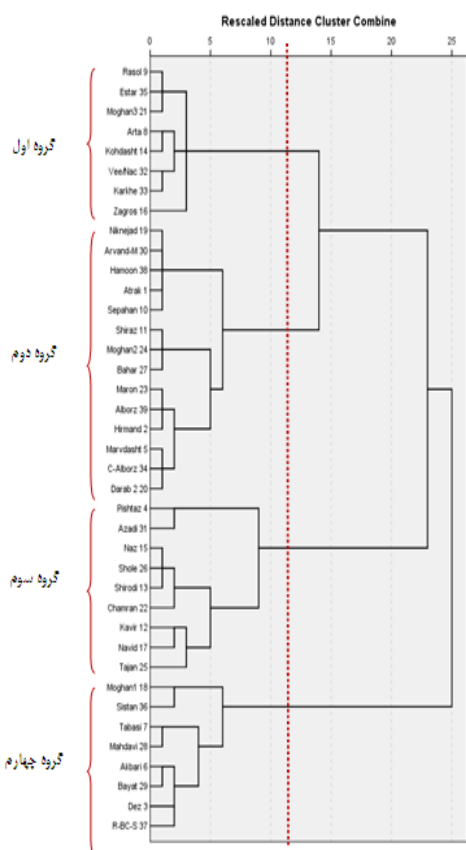 Rescaled Distance Cluster Combine
0 5 10 15 20 25
Rasol 9
Estar 35
Moghan3 21
Arta 8
Kohdasht 14
Vee/Nac 32
Karkhe 33
Zagros 16
گروه اول
Niknejad 19
Arvand-M 30
Hamoon 38
Atrak 1
Sepahan 10
Shiraz 11
Moghan2 24
Bahar 27
Maron 23
Alborz 39
Hirmand 2
Marvdasht 5
C-Alborz 34
Darab 2 20
گروه دوم
Pishtaz 4
Azadi 31
Naz 15
Shole 26
Shirodi 13
Chamran 22
Kavir 12
Navid 17
Tajan 25
گروه سوم
Moghan1 18
Sistan 36
Tabasi 7
Mahdavi 28
Akbari 6
Bayat 29
Dez 3
R-BC-S 37
گروه چهارم